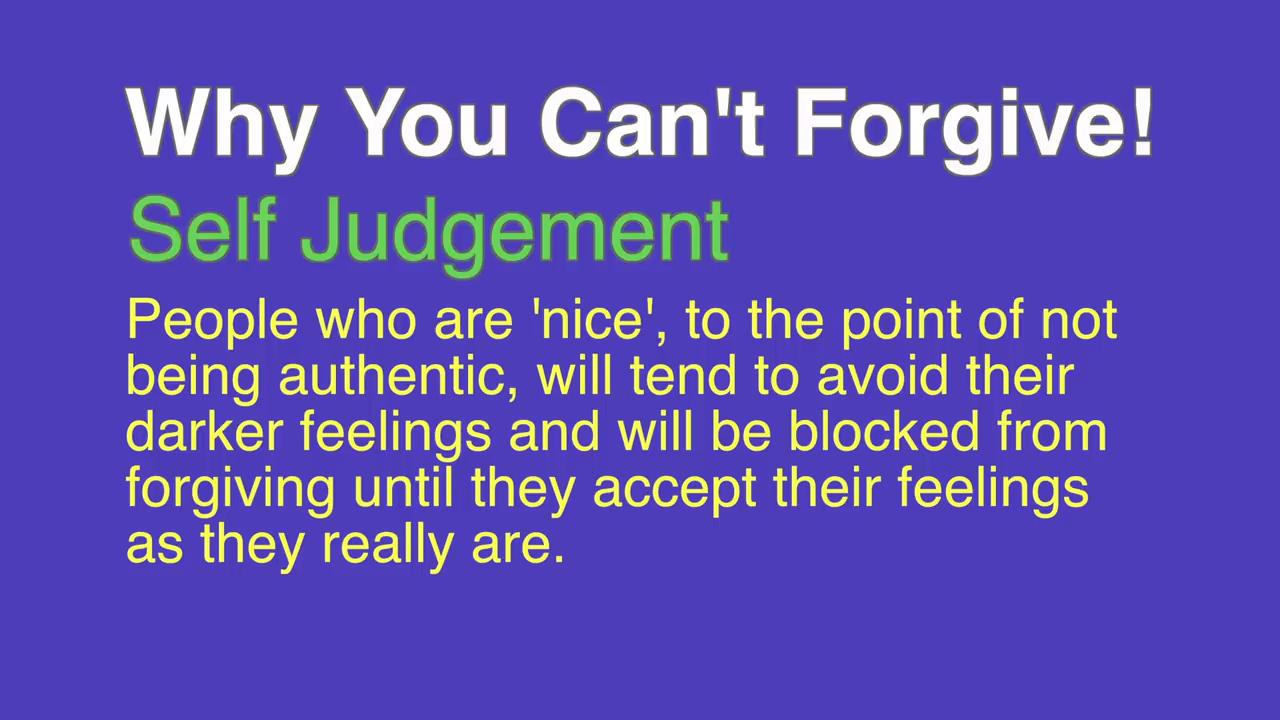 Why You Can't Forgive!
Self Judgement
People who are 'nice', to the point of not
being authentic, will tend to avoid their
darker feelings and will be blocked from
forgiving until they accept their feelings
as they really are.